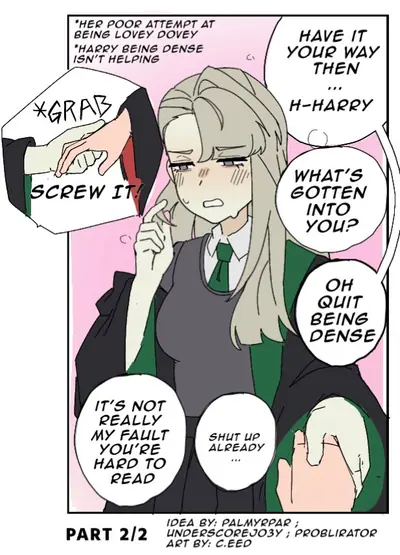 *HER POOR ATTEMPT AT
BEING LOVEY DOVEY
*HARRY BEING DENSE
ISN'T HELPING
HAVE IT
YOUR WAY
THEN
...
H-HARRY
*GRAB
SCREW IT!
WHAT'S
GOTTEN
INTO
YOU?
OH
QUIT
BEING
DENSE
IT'S NOT
REALLY
MY FAULT
YOU'RE
HARD TO
READ
SHUT UP
ALREADY
...
PART 2/2
IDEA BY: PALMYRPAR ;
UNDERSCOREJO3Y ; PROBLIRATOR
ART BY: C.EED